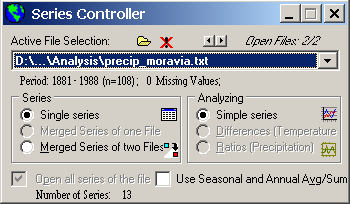 Series Controller
Active File Selection:
Open Files: 2/2
D:\...\Analysis\precip_moravia.txt
Period: 1881 - 1988 (n=108);   0 Missing Values;
Series
Single series
Merged Series of one File
Merged Series of two Files
Analyzing
Simple series
Differences (Temperature
Ratios (Precipitation)
Open all series of the file
Use Seasonal and Annual Avg/Sum
Number of Series:   13